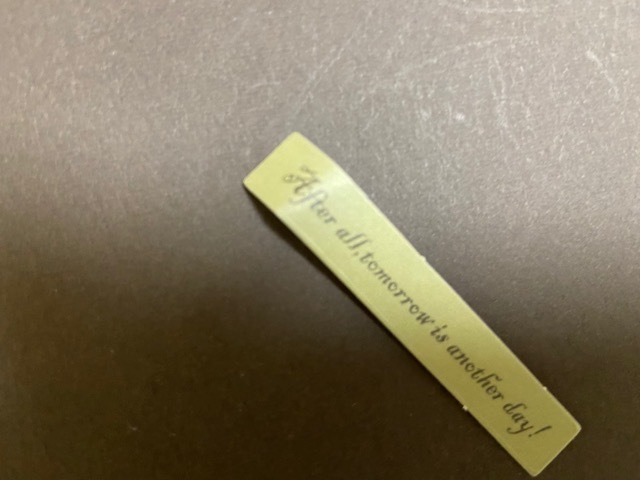 After all, tomorrow is another day!